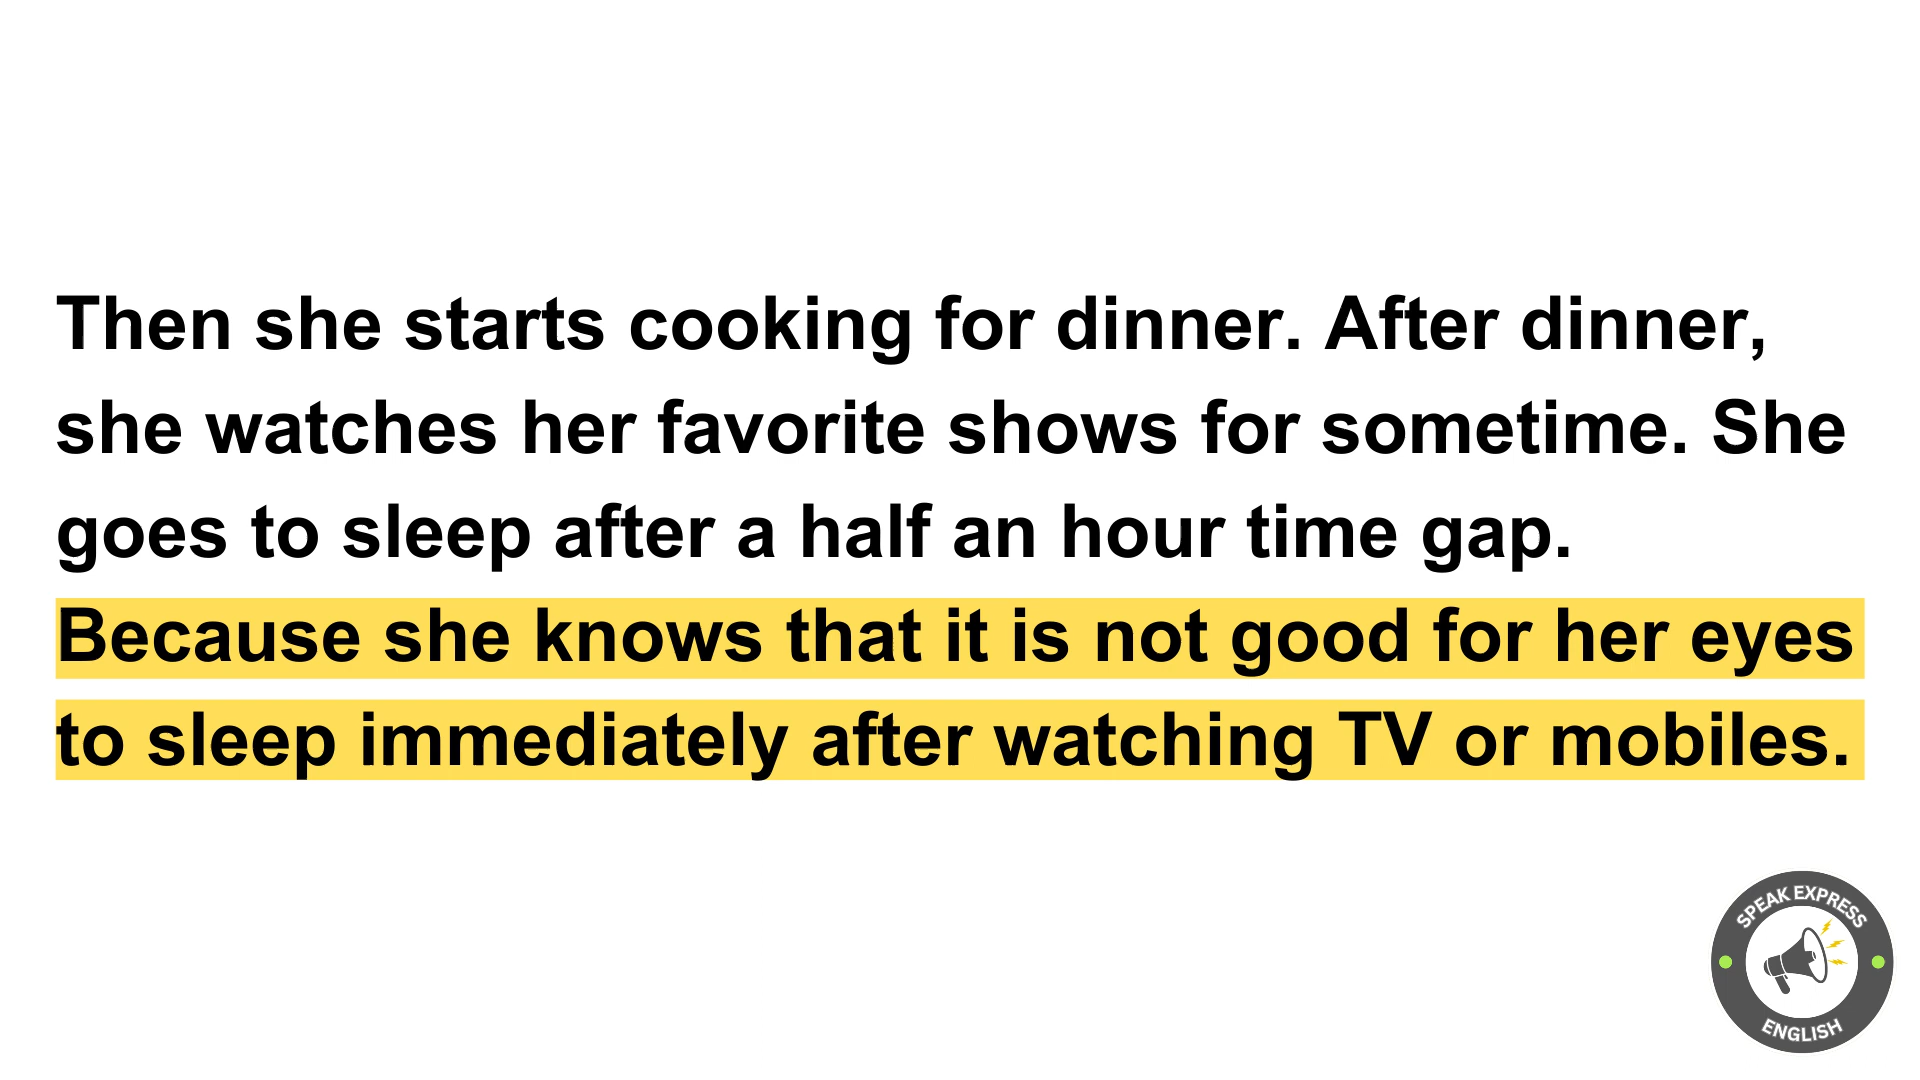 Then she starts cooking for dinner. After dinner,
she watches her favorite shows for sometime. She
goes to sleep after a half an hour time gap.
Because she knows that it is not good for her eyes
to sleep immediately after watching TV or mobiles.
SPEAK EXPRESS
ENGLISH